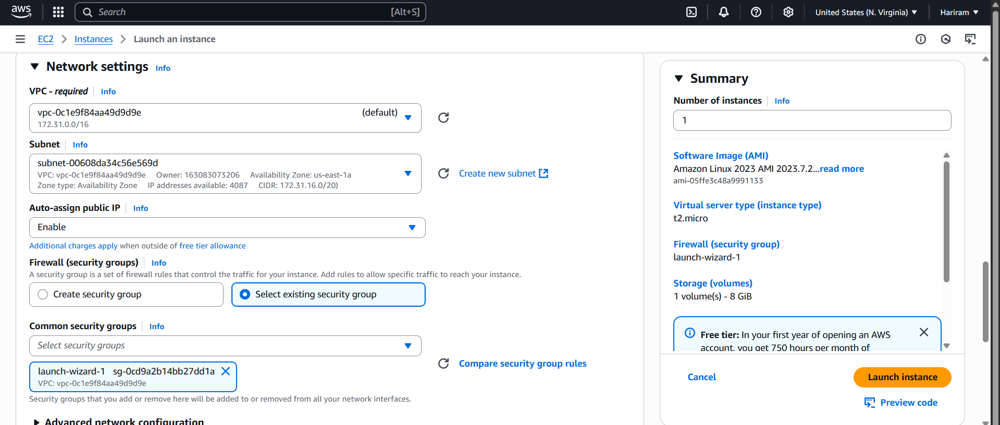 aws
Search [Alt+S]
United States (N. Virginia)
Hariram
EC2 Instances Launch an instance
Network settings Info
VPC - required Info
vpc-0c1e9f84aa49d9d9e (default)
172.31.0.0/16
Subnet Info
subnet-00608da34c56e569d
VPC: vpc-0c1e9f84aa49d9d9e Owner: 163083073206 Availability Zone: us-east-1a
Zone type: Availability Zone IP addresses available: 4087 CIDR: 172.31.16.0/20)
Create new subnet
Auto-assign public IP Info
Enable
Additional charges apply when outside of free tier allowance
Firewall (security groups) Info
A security group is a set of firewall rules that control the traffic for your instance. Add rules to allow specific traffic to reach your instance.
Create security group
Select existing security group
Common security groups Info
Select security groups
launch-wizard-1 sg-0cd9a2b14bb27dd1a
VPC: vpc-0c1e9f84aa49d9d9e
Compare security group rules
Security groups that you add or remove here will be added to or removed from all your network interfaces.
Advanced network configuration
Summary
Number of instances Info
1
Software Image (AMI)
Amazon Linux 2023 AMI 2023.7.2...read more
ami-05ffe3c48a9991133
Virtual server type (instance type)
t2.micro
Firewall (security group)
launch-wizard-1
Storage (volumes)
1 volume(s) - 8 GiB
Free tier: In your first year of opening an AWS
account, you get 750 hours per month of
Cancel
Launch instance
Preview code